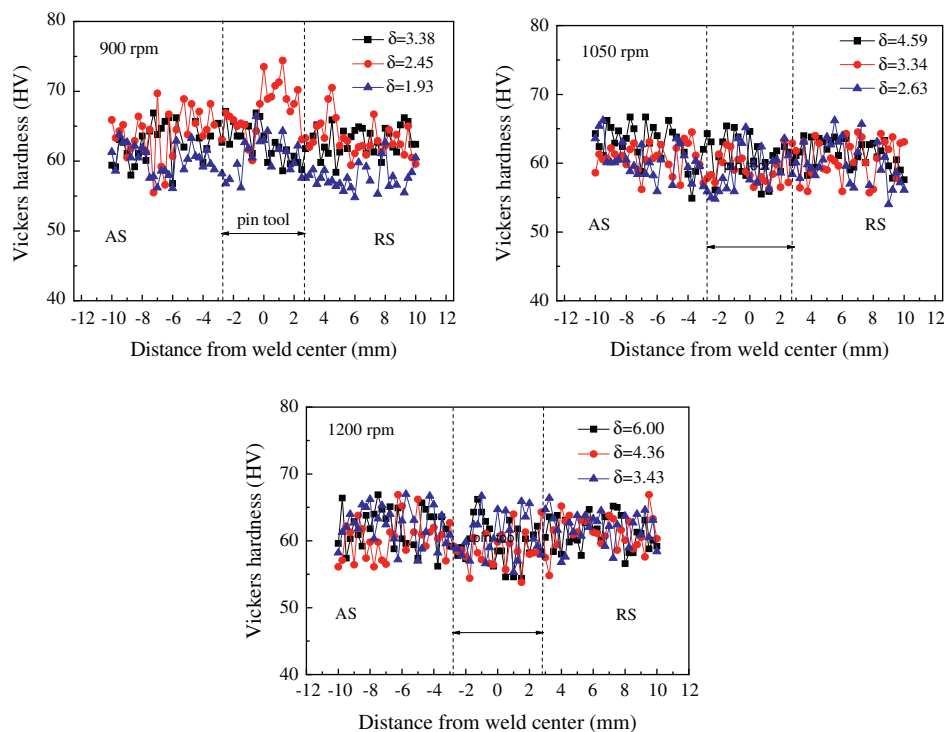 900 rpm
δ=3.38
δ=2.45
δ=1.93
Vickers hardness (HV)
80
70
60
50
40
AS
pin tool
RS
-12 -10 -8 -6 -4 -2 0 2 4 6 8 10 12
Distance from weld center (mm)
1050 rpm
δ=4.59
δ=3.34
δ=2.63
Vickers hardness (HV)
80
70
60
50
40
pin tool
AS
RS
-12 -10 -8 -6 -4 -2 0 2 4 6 8 10 12
Distance from weld center (mm)
1200 rpm
δ=6.00
δ=4.36
δ=3.43
Vickers hardness (HV)
80
70
60
50
40
pin tool
AS
RS
-12 -10 -8 -6 -4 -2 0 2 4 6 8 10 12
Distance from weld center (mm)